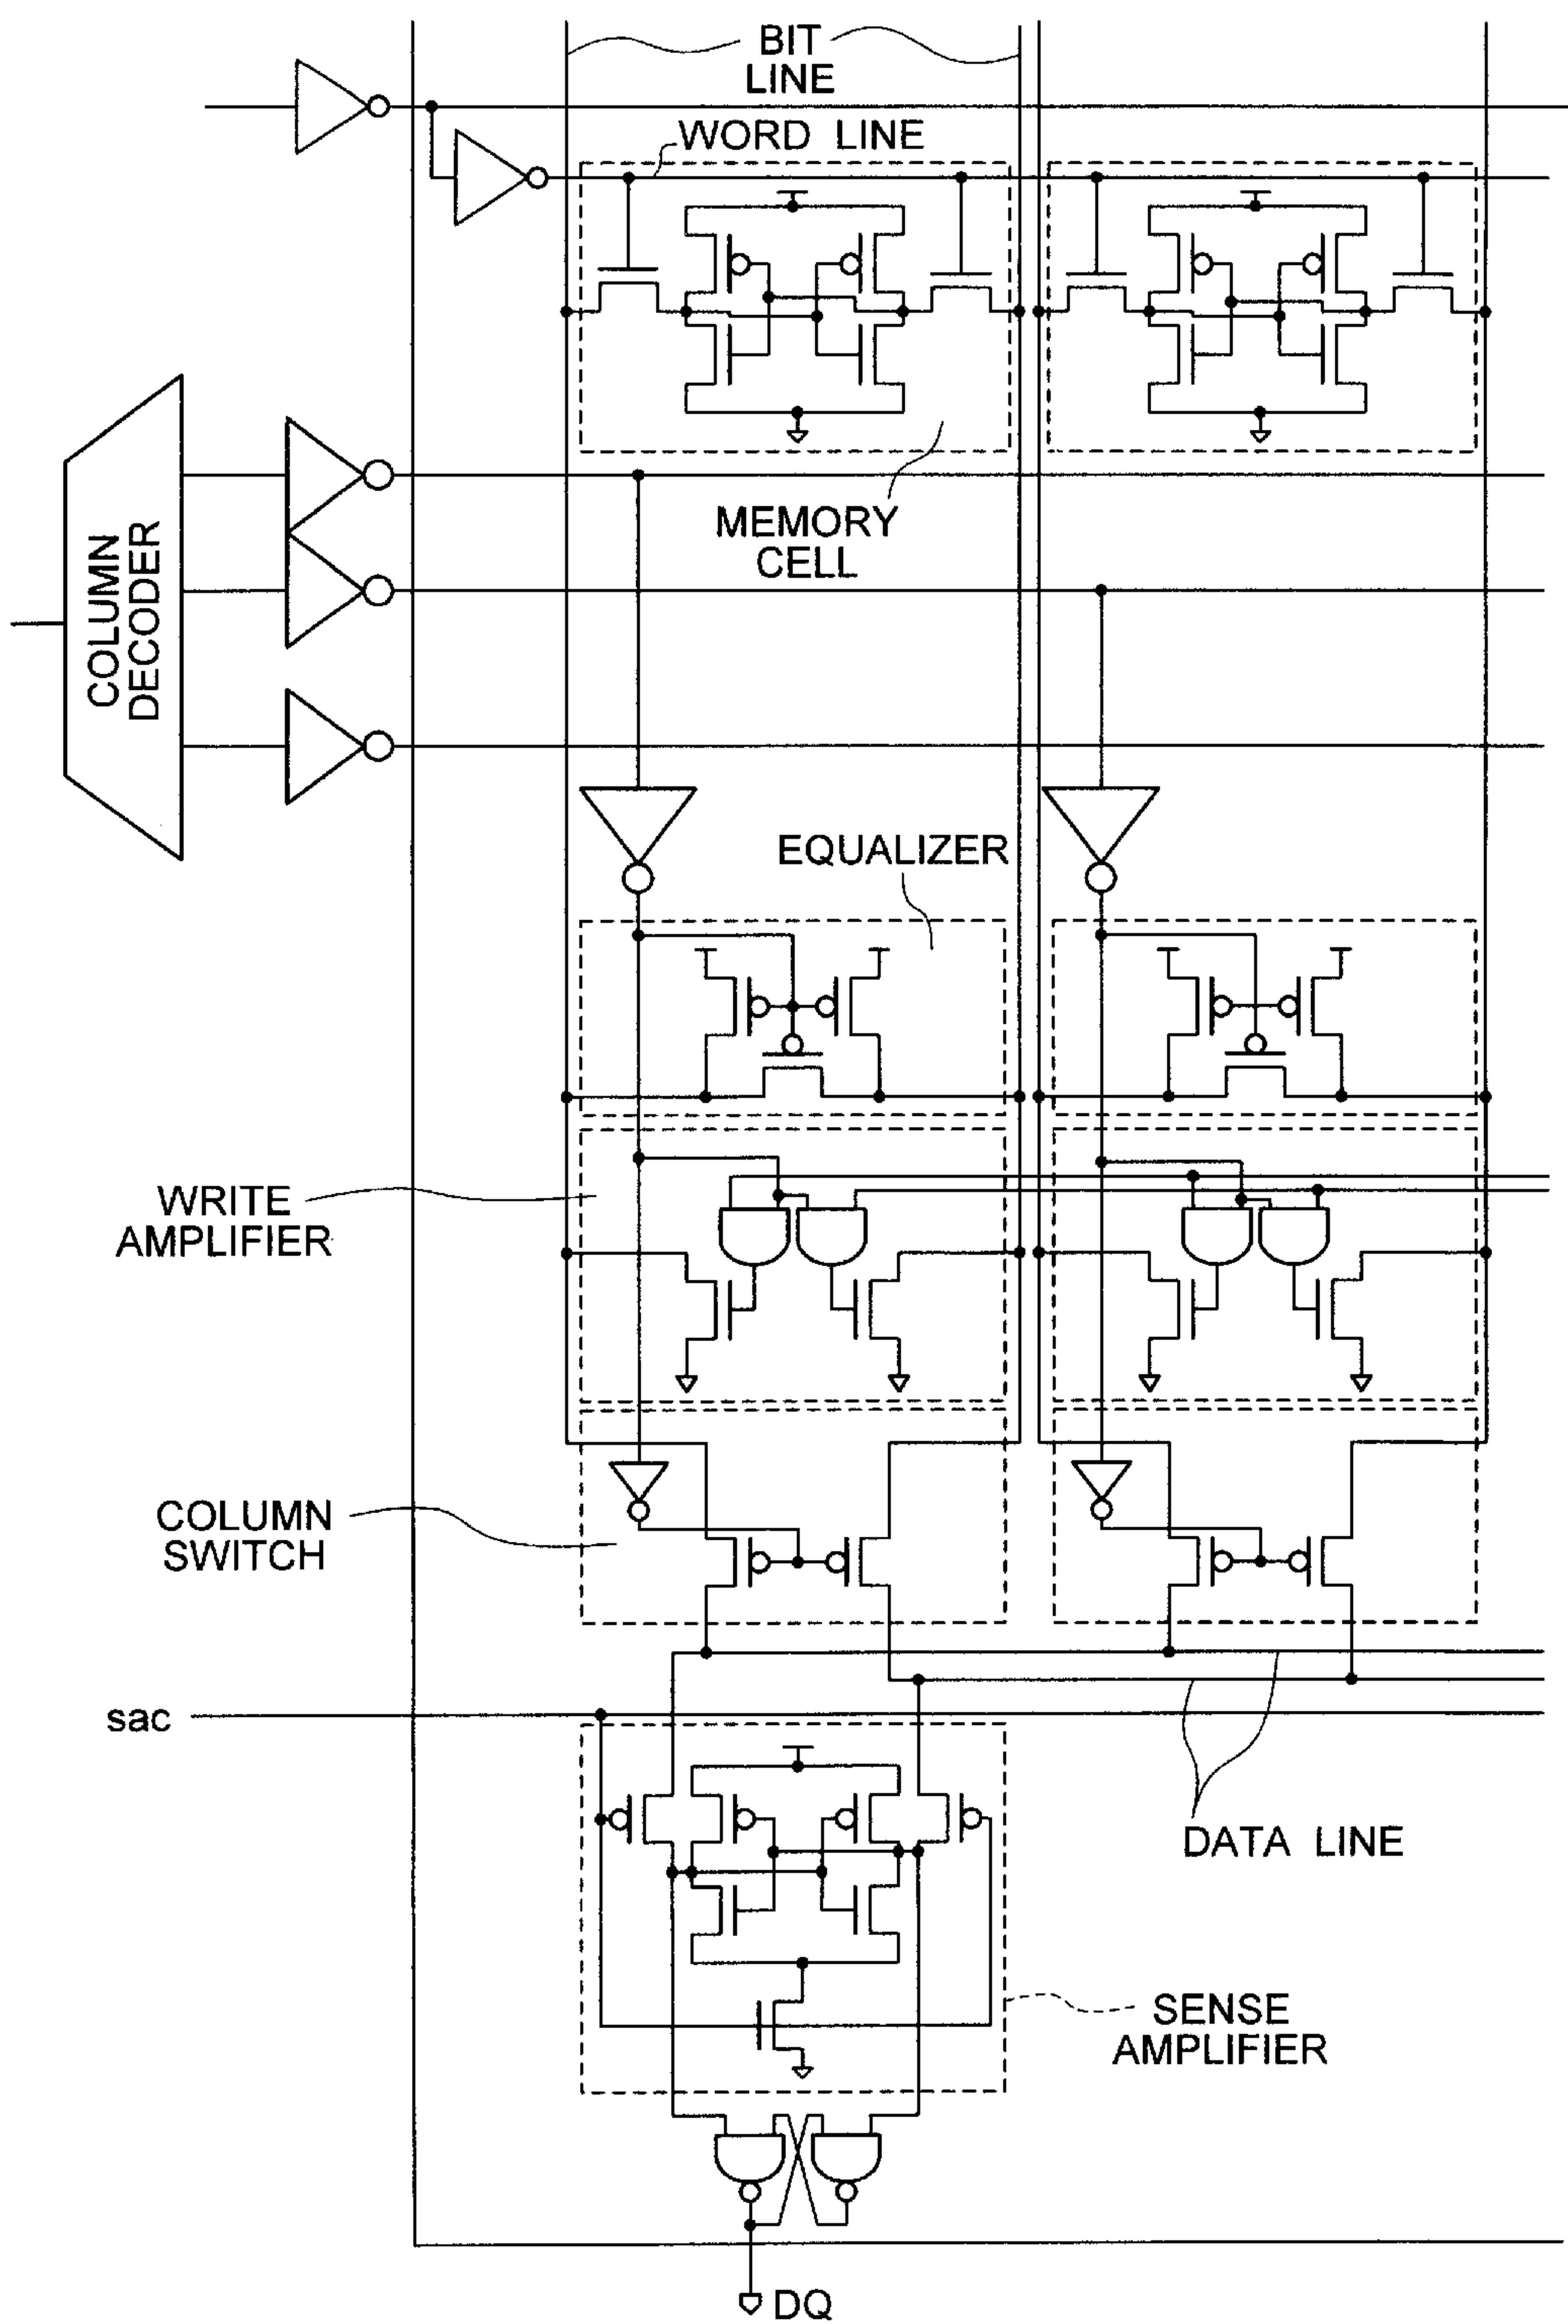 BIT
LINE
WORD LINE
MEMORY
CELL
COLUMN
DECODER
EQUALIZER
WRITE
AMPLIFIER
COLUMN
SWITCH
sac
DATA LINE
SENSE
AMPLIFIER
DQ